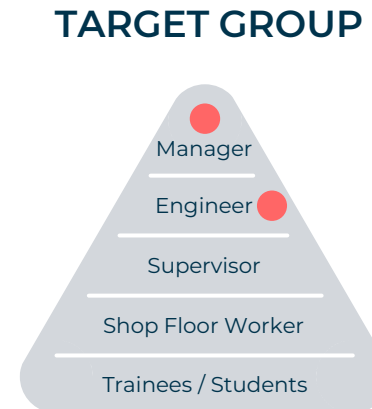 TARGET GROUP
Manager
Engineer
Supervisor
Shop Floor Worker
Trainees / Students